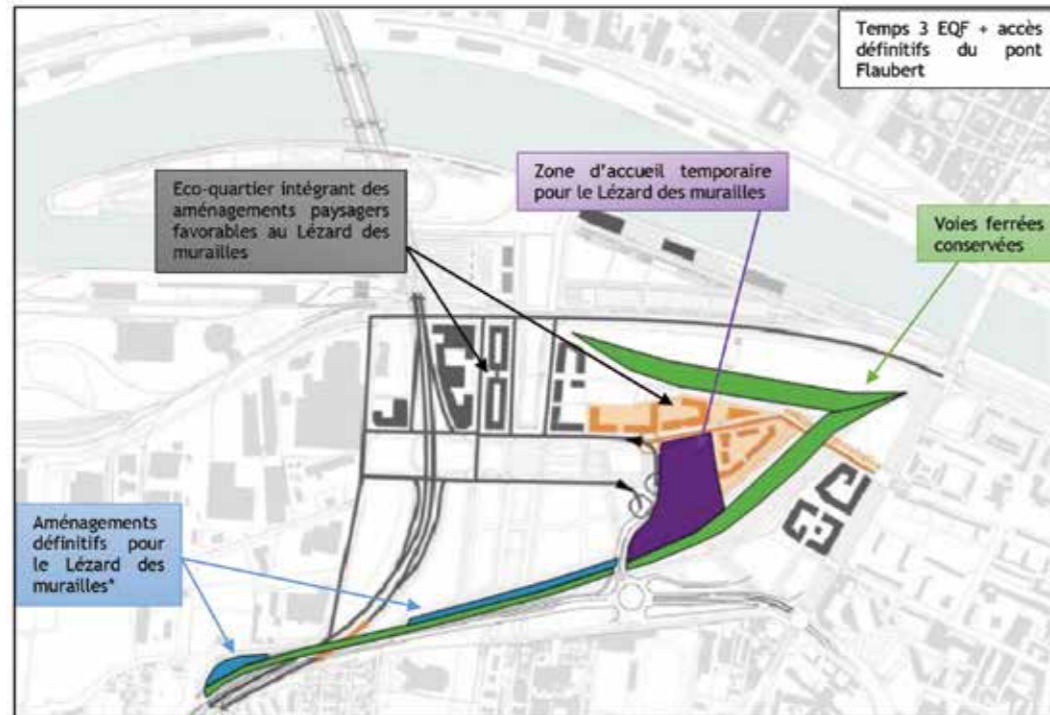 Temps 3 EQF + accès
définitifs du pont
Flaubert
Zone d'accueil temporaire
pour le Lézard des murailles
Eco-quartier intégrant des
aménagements paysagers
favorables au Lézard des
murailles
Voies ferrées
conservées
Aménagements
définitifs pour
le Lézard des
murailles*